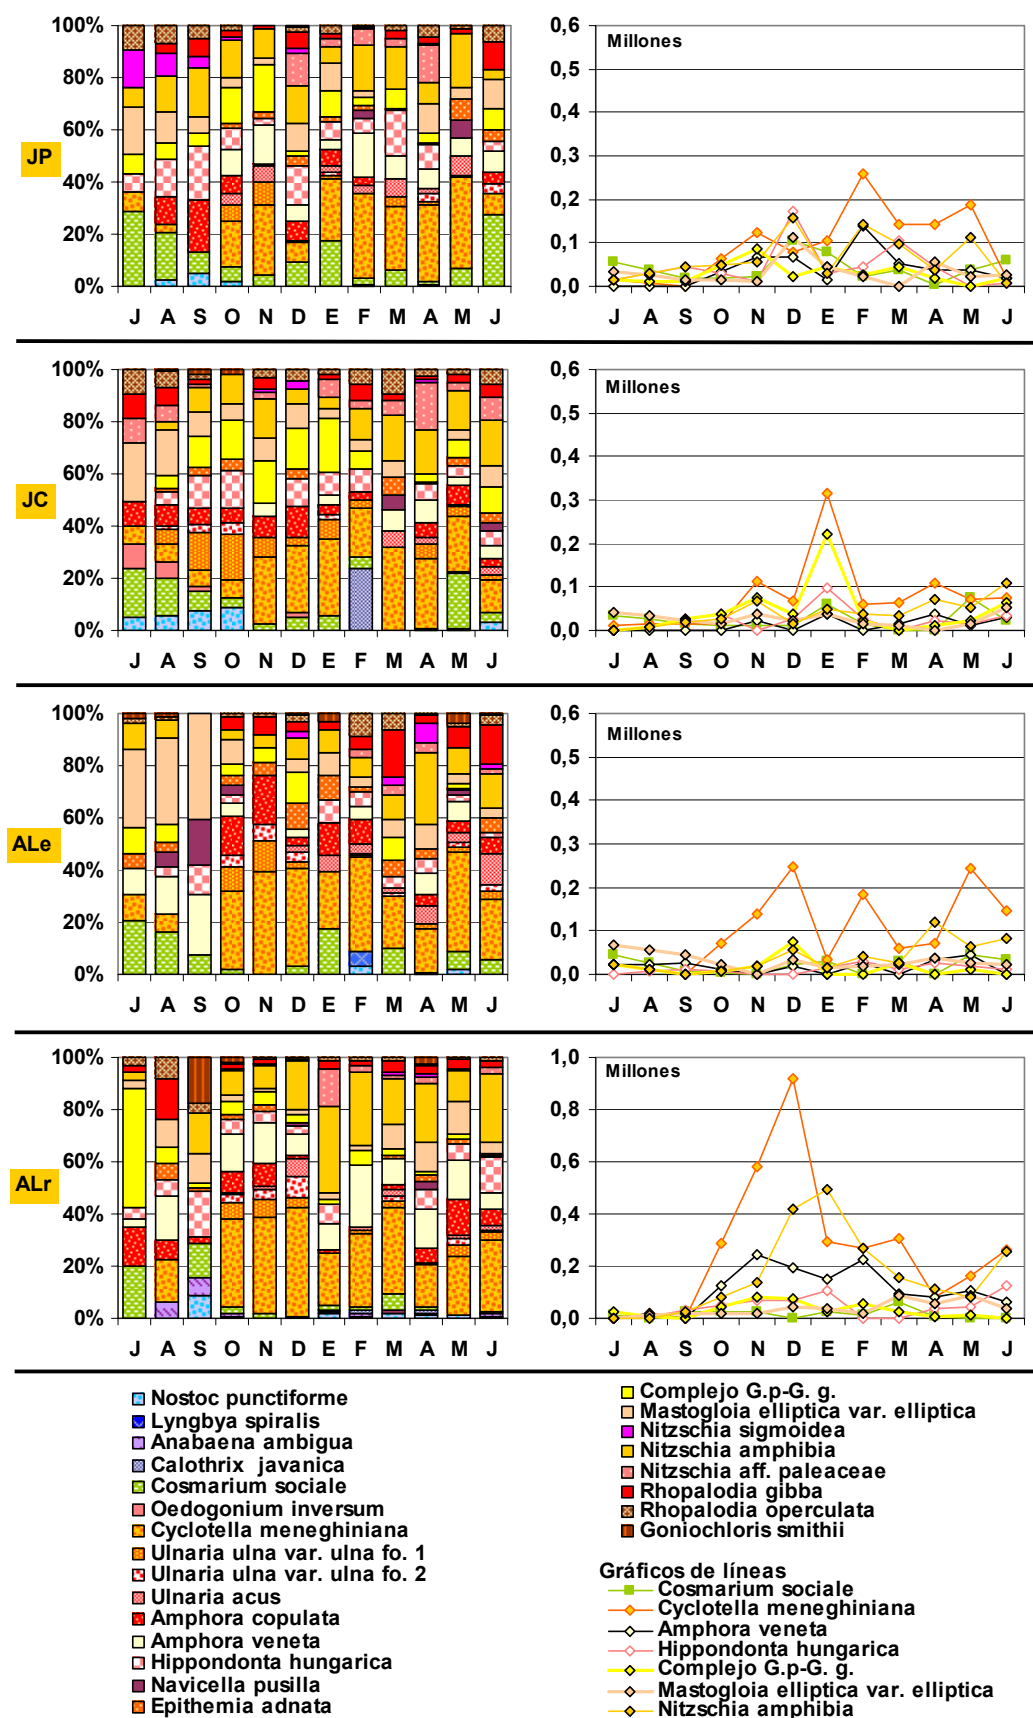 100%
80%
60%
40%
20%
0%
JP
J A S O N D E F M A M J
Millones
0,6
0,5
0,4
0,3
0,2
0,1
0,0
J A S O N D E F M A M J
100%
80%
60%
40%
20%
0%
JC
J A S O N D E F M A M J
Millones
0,6
0,5
0,4
0,3
0,2
0,1
0,0
J A S O N D E F M A M J
100%
80%
60%
40%
20%
0%
ALe
J A S O N D E F M A M J
Millones
0,6
0,5
0,4
0,3
0,2
0,1
0,0
J A S O N D E F M A M J
100%
80%
60%
40%
20%
0%
ALr
J A S O N D E F M A M J
Millones
1,0
0,8
0,6
0,4
0,2
0,0
J A S O N D E F M A M J
Nostoc punctiforme
Lyngbya spiralis
Anabaena ambigua
Calothrix javanica
Cosmarium sociale
Oedogonium inversum
Cyclotella meneghiniana
Ulnaria ulna var. ulna fo. 1
Ulnaria ulna var. ulna fo. 2
Ulnaria acus
Amphora copulata
Amphora veneta
Hippondonta hungarica
Navicella pusilla
Epithemia adnata
Complejo G.p-G. g.
Mastogloia elliptica var. elliptica
Nitzschia sigmoidea
Nitzschia amphibia
Nitzschia aff. paleaceae
Rhopalodia gibba
Rhopalodia operculata
Goniochloris smithii
Gráficos de líneas
Cosmarium sociale
Cyclotella meneghiniana
Amphora veneta
Hippondonta hungarica
Complejo G.p-G. g.
Mastogloia elliptica var. elliptica
Nitzschia amphibia